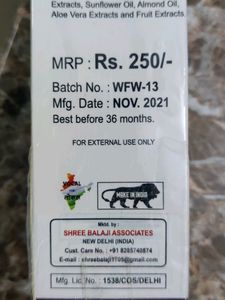 Extracts, Sunflower Oil, Almond Oil,
Aloe Vera Extracts and Fruit Extracts.
MRP : Rs. 250/-
Batch No. : WFW-13
Mfg. Date : NOV. 2021
Best before 36 months.
FOR EXTERNAL USE ONLY
MAKE IN INDIA
Mktd. by :
SHREE BALAJI ASSOCIATES
NEW DELHI (INDIA)
Cust. Care No. : +91 8285740874
E-mail : shreebalaji1705@gmail.com
Mfg. Lic. No. : 1538/COS/DELHI